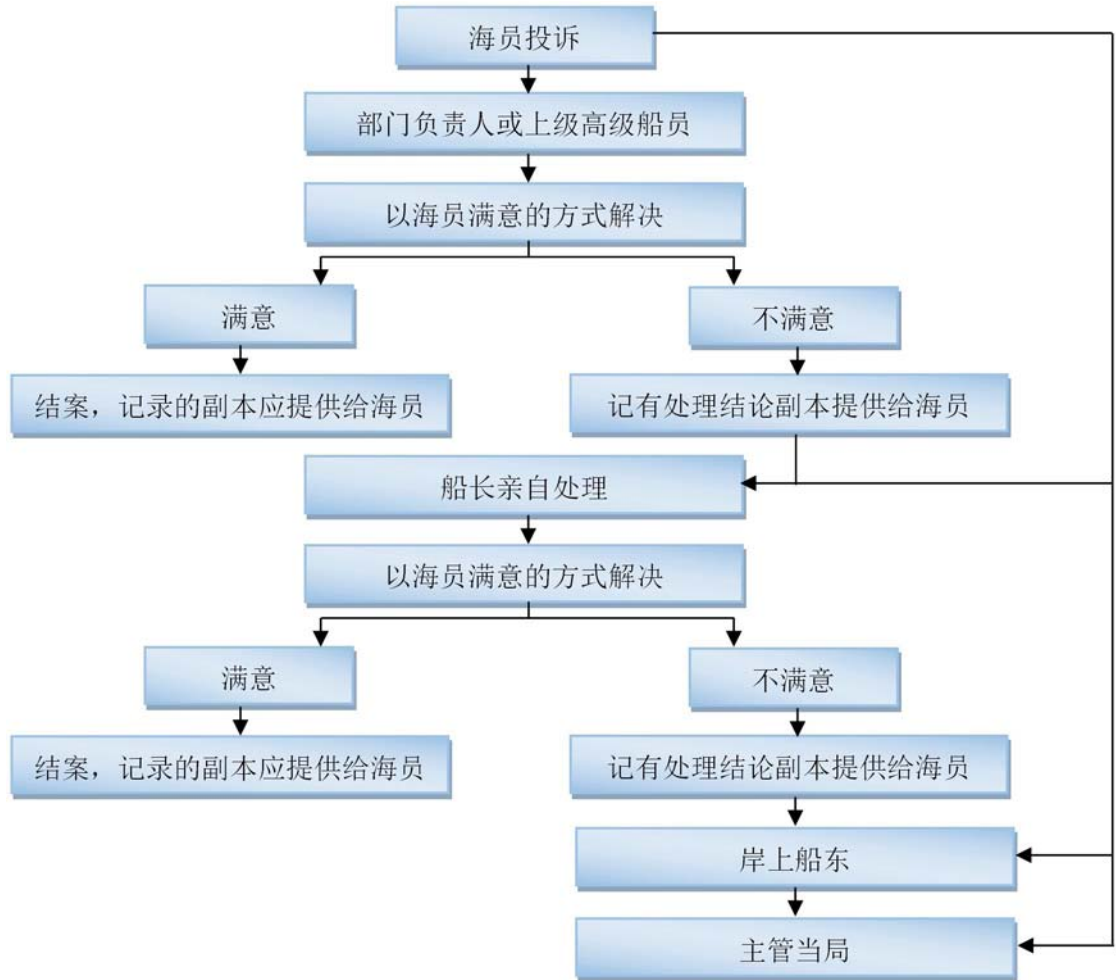 海员投诉
部门负责人或上级高级船员
以海员满意的方式解决
满意
不满意
结案，记录的副本应提供给海员
记有处理结论副本提供给海员
船长亲自处理
以海员满意的方式解决
满意
不满意
结案，记录的副本应提供给海员
记有处理结论副本提供给海员
岸上船东
主管当局